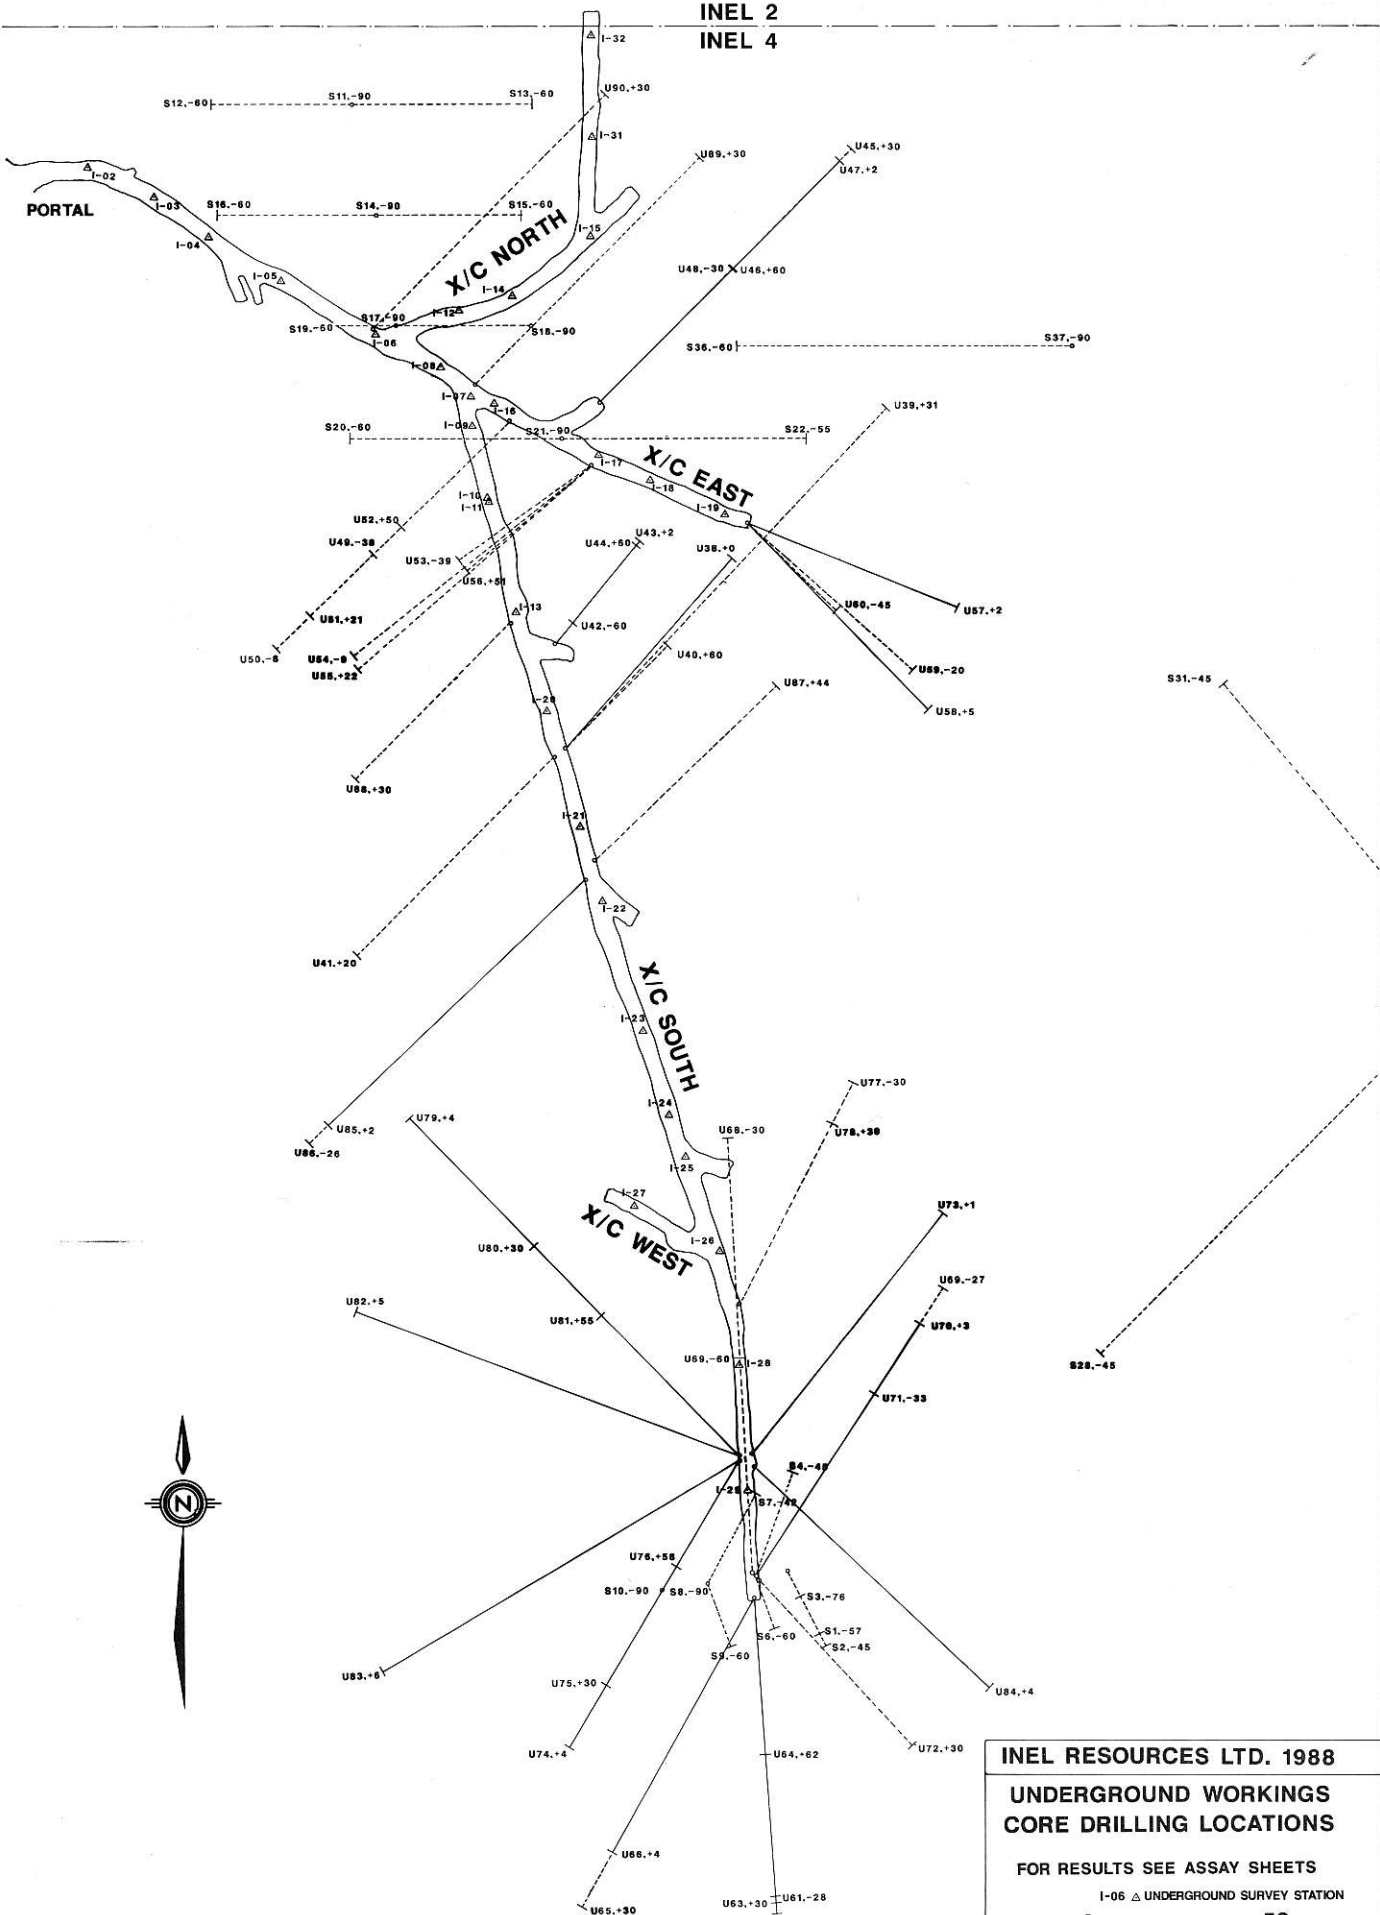 INEL 2
INEL 4
I-32
U90,+30
S12,-60
S11,-90
S13,-60
I-31
U89,+30
U45,+30
U47,+2
I-02
I-03
PORTAL
S16,-60
S14,-90
S15,-60
I-04
I-15
X/C NORTH
I-05
U48,-30
U46,+60
I-14
I-12
S17,-90
S19,-60
S18,-90
I-06
S36,-60
S37,-90
I-08
I-07
I-16
U39,+31
I-09
S20,-60
S21,-90
S22,-55
I-17
X/C EAST
I-18
I-10
I-11
I-19
U52,+50
U49,-38
U53,-39
U56,+51
U44,+50
U43,+2
U38,+0
I-13
U60,-45
U57,+2
U51,+21
U42,-60
U50,-6
U54,-9
U55,+22
U40,+60
U59,-20
U87,+44
S31,-45
I-20
U58,+5
U88,+30
I-21
I-22
U41,+20
X/C SOUTH
I-23
U77,-30
I-24
U79,+4
U85,+2
U68,-30
U78,+30
U86,-26
I-25
I-27
X/C WEST
U73,+1
I-26
U80,+30
U69,-27
U82,+5
U81,+55
U70,+3
U69,-60
I-28
S28,-45
U71,-33
S4,-45
I-29
S7,-42
N
U76,+58
S10,-90
S8,-90
S3,-76
S1,-57
S6,-60
S2,-45
S9,-60
U83,+6
U75,+30
U84,+4
U74,+4
U64,+62
U72,+30
INEL RESOURCES LTD. 1988
UNDERGROUND WORKINGS
CORE DRILLING LOCATIONS
FOR RESULTS SEE ASSAY SHEETS
I-06 △ UNDERGROUND SURVEY STATION
U66,+4
U61,-28
U63,+30
U65,+30